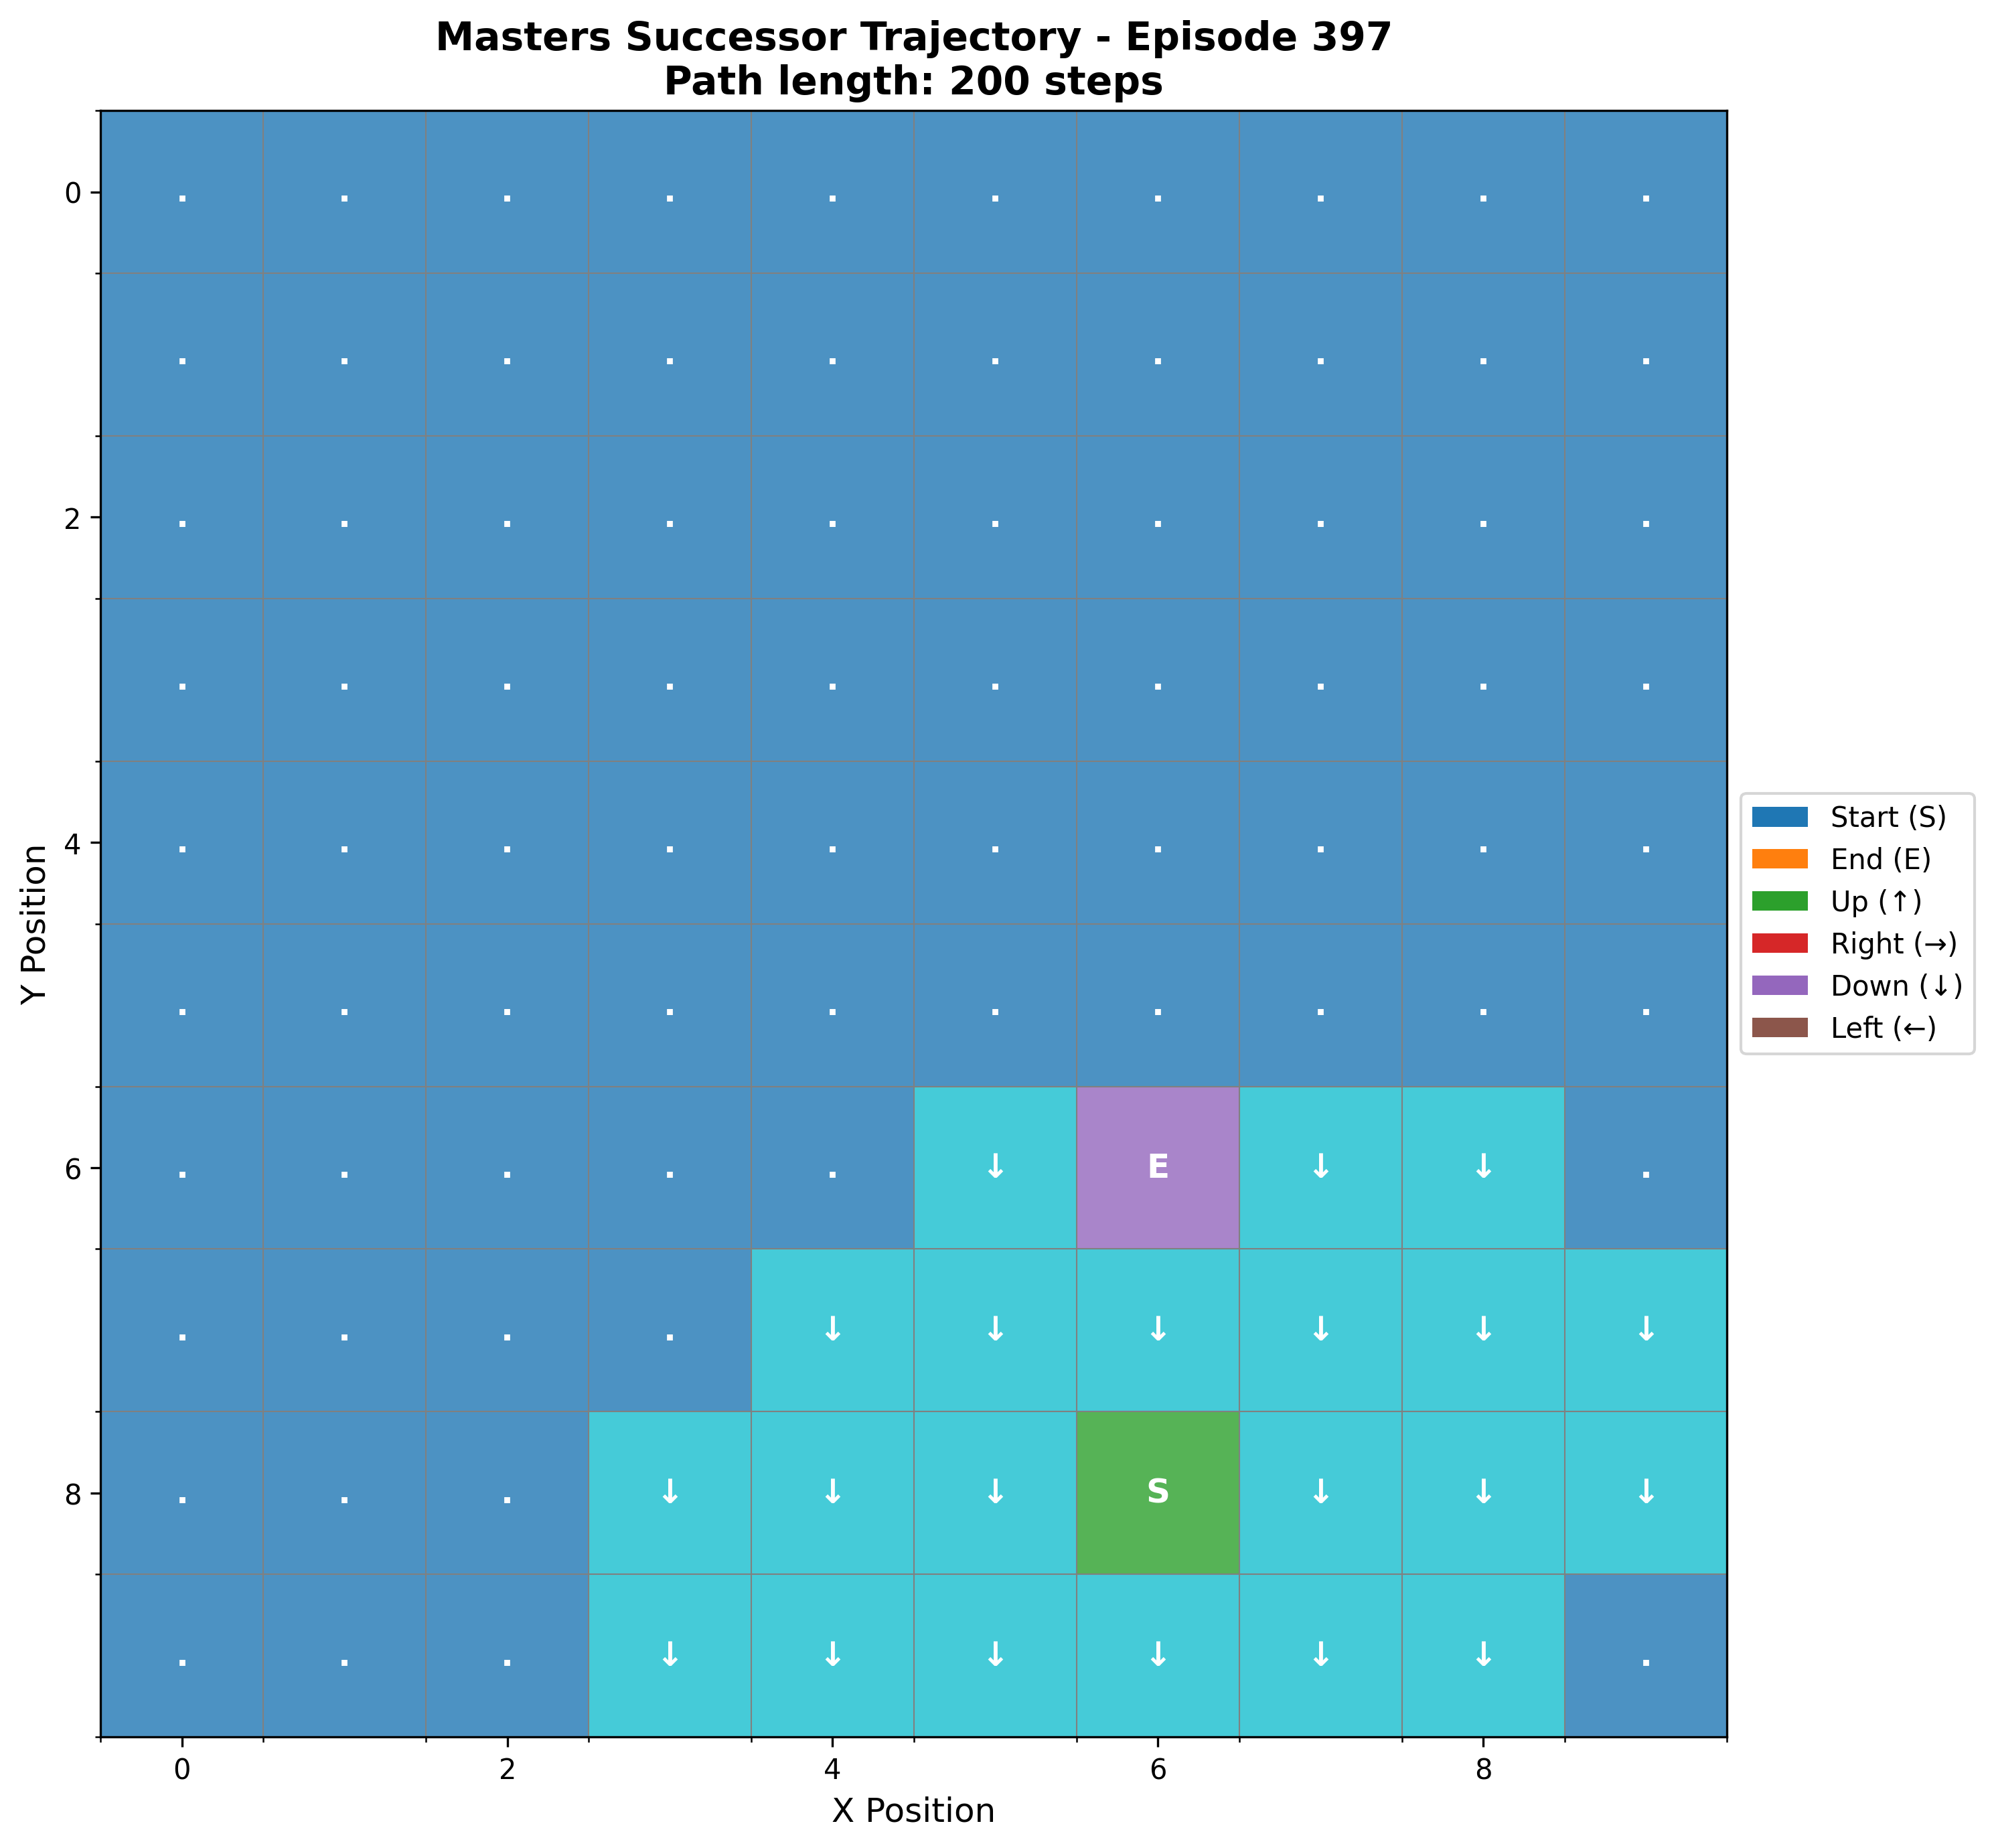 Masters Successor Trajectory - Episode 397
Path length: 200 steps
Y Position
0
. . . . . . . . . .
. . . . . . . . . .
2
. . . . . . . . . .
. . . . . . . . . .
4
. . . . . . . . . .
. . . . . . . . . .
6
. . . . . ↓ E ↓ ↓ .
. . . . ↓ ↓ ↓ ↓ ↓ ↓
8
. . . ↓ ↓ ↓ S ↓ ↓ ↓
. . . ↓ ↓ ↓ ↓ ↓ ↓ .
0 2 4 6 8
X Position
Start (S)
End (E)
Up (↑)
Right (→)
Down (↓)
Left (←)